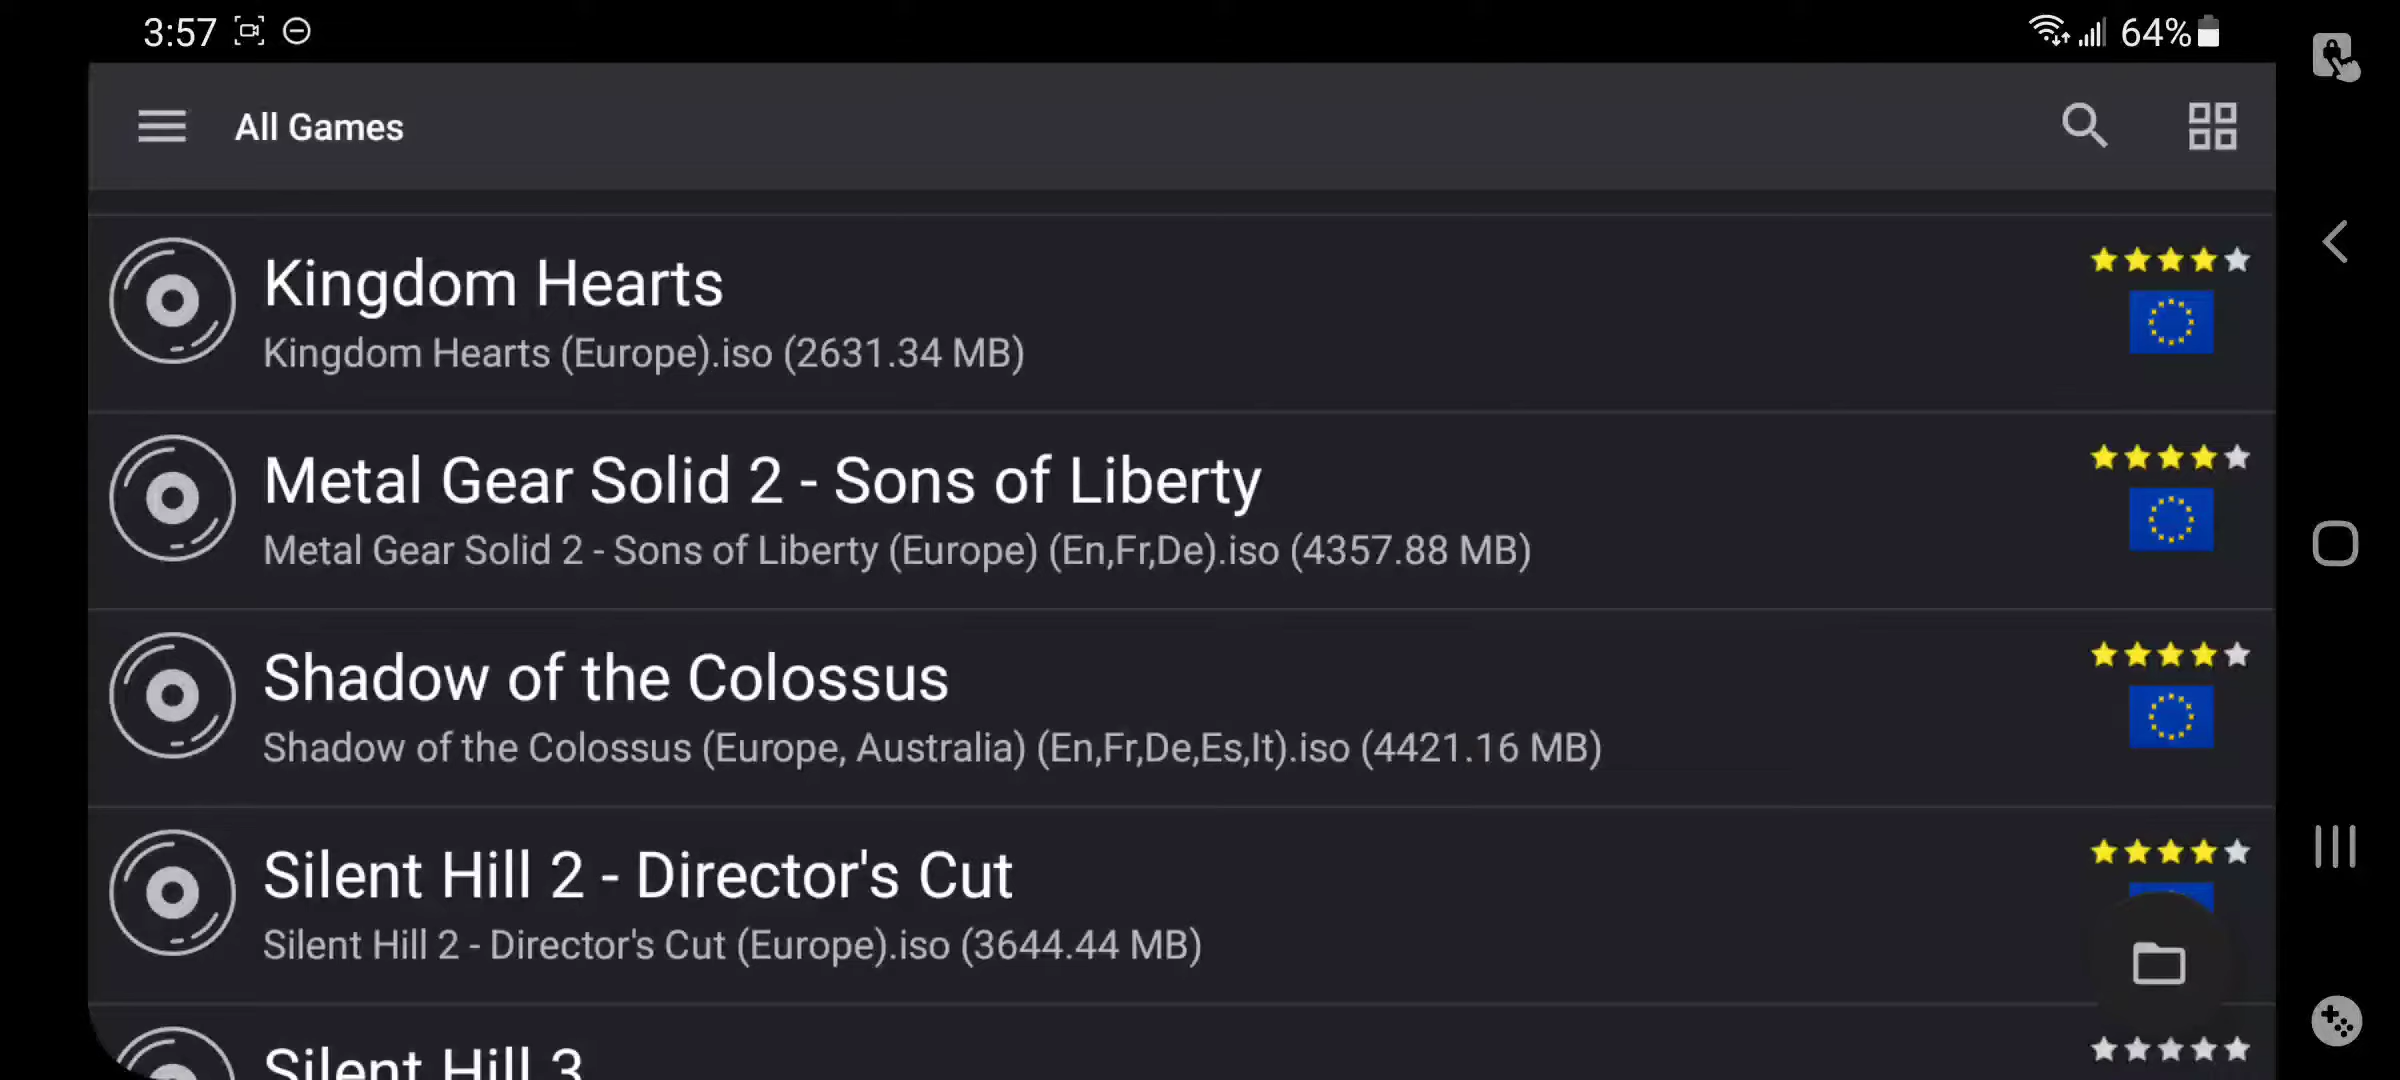 3:57
64%
All Games
Kingdom Hearts
Kingdom Hearts (Europe).iso (2631.34 MB)
Metal Gear Solid 2 - Sons of Liberty
Metal Gear Solid 2 - Sons of Liberty (Europe) (En,Fr,De).iso (4357.88 MB)
Shadow of the Colossus
Shadow of the Colossus (Europe, Australia) (En,Fr,De,Es,It).iso (4421.16 MB)
Silent Hill 2 - Director's Cut
Silent Hill 2 - Director's Cut (Europe).iso (3644.44 MB)
Silent Hill 3